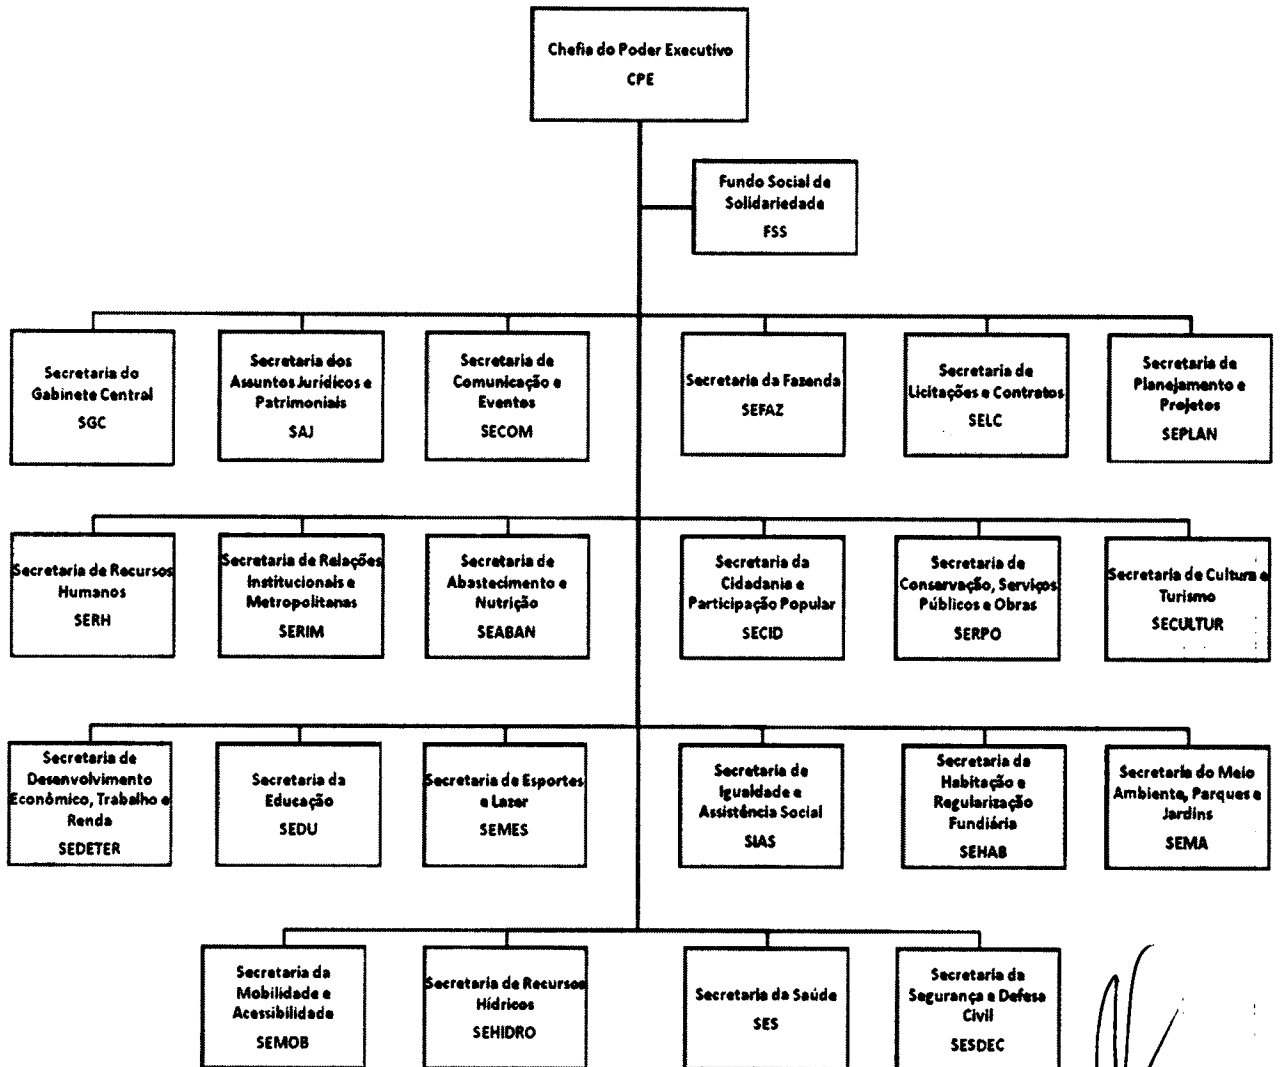 Chefia do Poder Executivo
CPE
Fundo Social de
Solidariedade
FSS
Secretaria do
Gabinete Central
SGC
Secretaria dos
Assuntos Jurídicos e
Patrimoniais
SAJ
Secretaria de
Comunicação e
Eventos
SECOM
Secretaria da Fazenda
SEFAZ
Secretaria de
Licitações e Contratos
SELC
Secretaria de
Planejamento e
Projetos
SEPLAN
Secretaria de Recursos
Humanos
SERH
Secretaria de Relações
Institucionais e
Metropolitanas
SERIM
Secretaria de
Abastecimento e
Nutrição
SEABAN
Secretaria da
Cidadania e
Participação Popular
SECID
Secretaria de
Conservação, Serviços
Públicos e Obras
SERPO
Secretaria de Cultura e
Turismo
SECULTUR
Secretaria de
Desenvolvimento
Econômico, Trabalho e
Renda
SEDETER
Secretaria da
Educação
SEDU
Secretaria de Esportes
e Lazer
SEMES
Secretaria de
Igualdade e
Assistência Social
SIAS
Secretaria da
Habitação e
Regularização
Fundiária
SEHAB
Secretaria do Meio
Ambiente, Parques e
Jardins
SEMA
Secretaria da
Mobilidade e
Acessibilidade
SEMOB
Secretaria de Recursos
Hídricos
SEHIDRO
Secretaria da Saúde
SES
Secretaria da
Segurança e Defesa
Civil
SESDEC